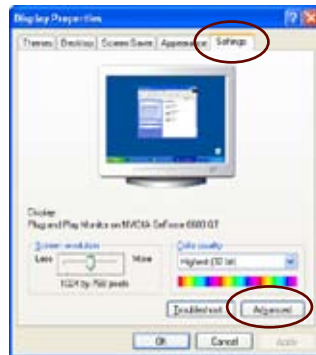 Display Properties
Themes Desktop Screen Saver Appearance Settings
Display:
Plug and Play Monitor on NVIDIA GeForce 6600 GT
Screen resolution
Less More
1024 by 768 pixels
Color quality
Highest (32 bit)
Troubleshoot... Advanced
OK Cancel Apply